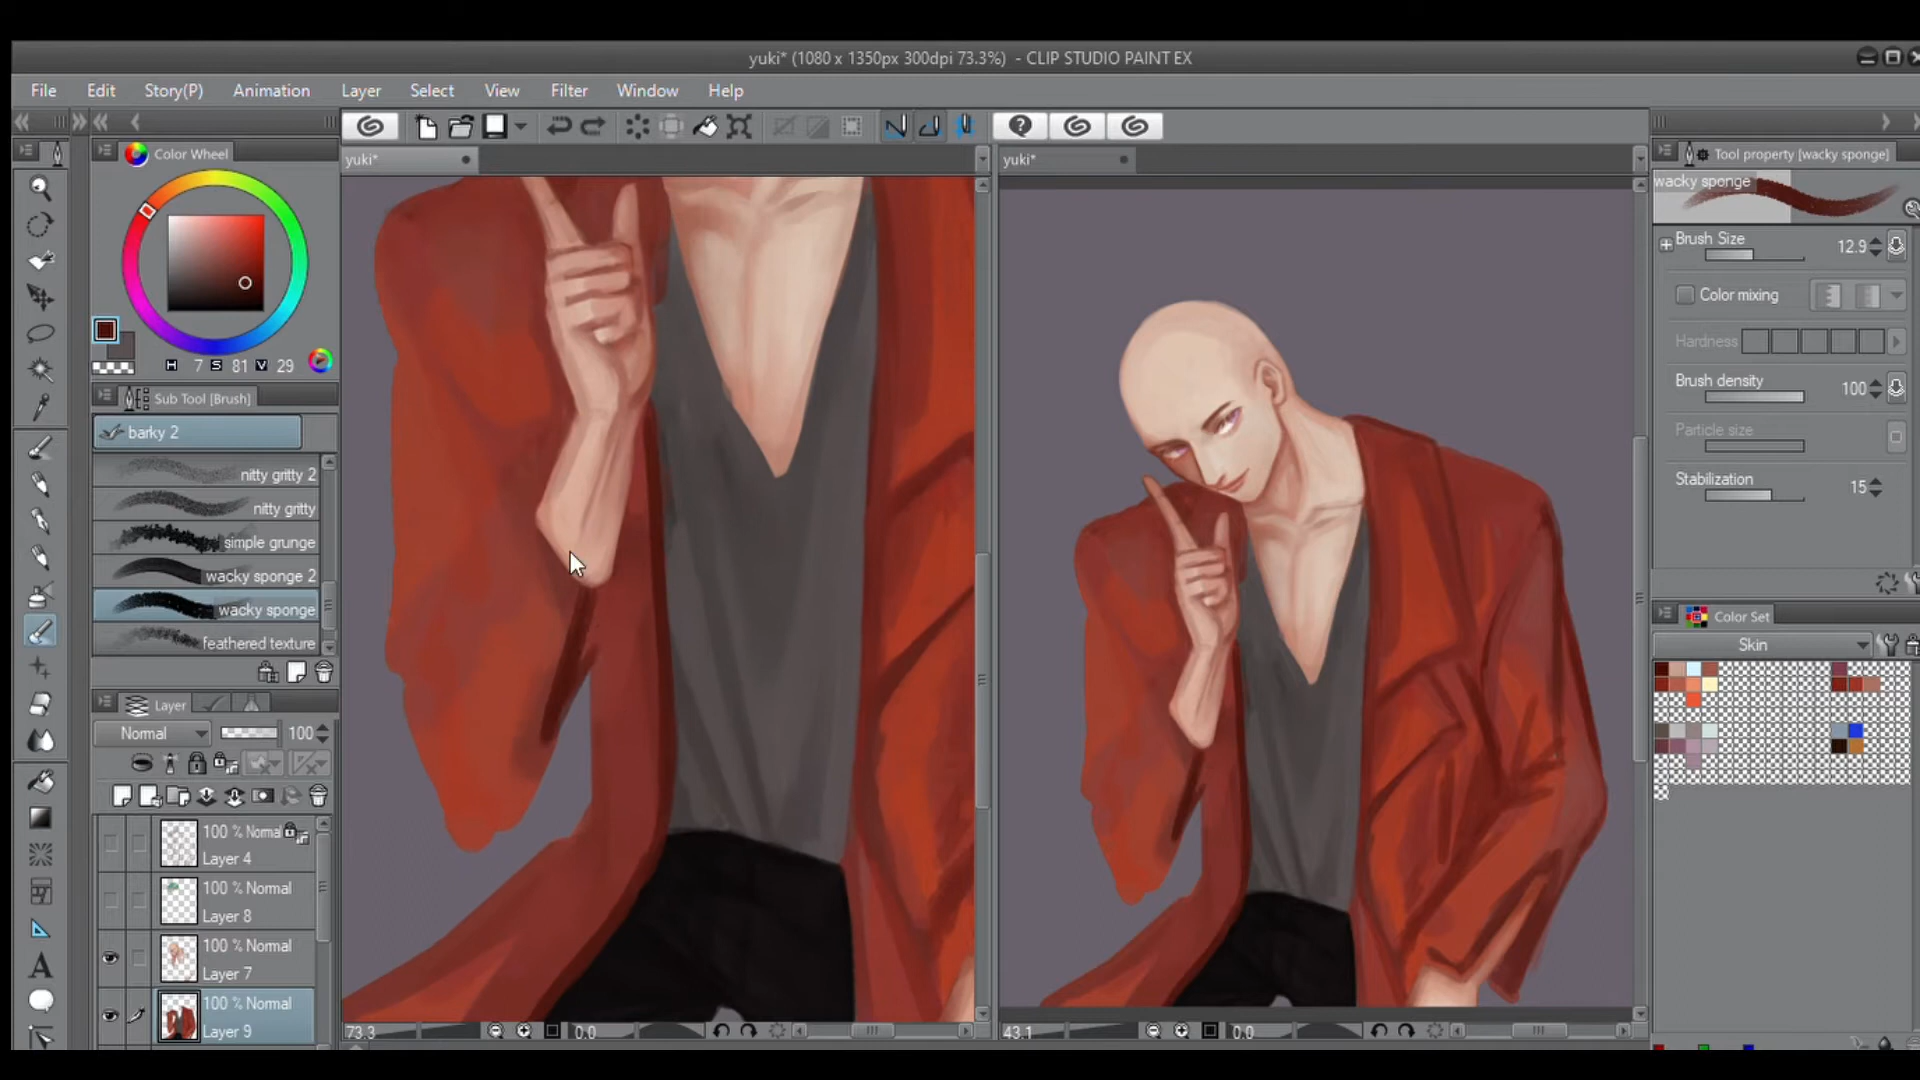 yuki* (1080 x 1350px 300dpi 73.3%) - CLIP STUDIO PAINT EX
File Edit Story(P) Animation Layer Select View Filter Window Help
yuki*
yuki*
Color Wheel
H 7 S 81 V 29
Sub Tool [Brush]
barky 2
nitty gritty 2
nitty gritty
simple grunge
wacky sponge 2
wacky sponge
feathered texture
Layer
Normal 100
100 % Norma
Layer 4
100 % Normal
Layer 8
100 % Normal
Layer 7
100 % Normal
Layer 9
73.3 0.0
43.1 0.0
Tool property [wacky sponge]
wacky sponge
Brush Size 12.9
Color mixing
Hardness
Brush density 100
Particle size
Stabilization 15
Color Set
Skin